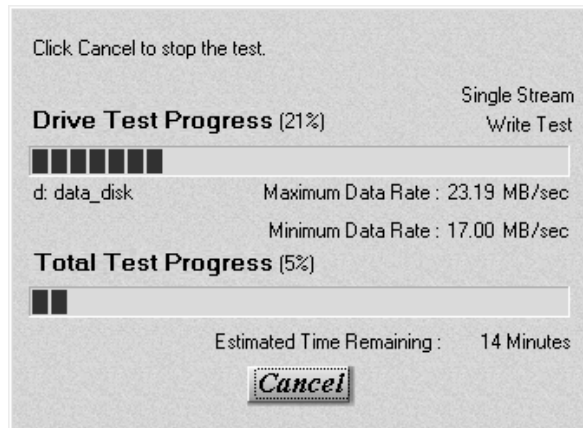 Click Cancel to stop the test.
Single Stream
Drive Test Progress (21%)
Write Test
d: data_disk
Maximum Data Rate : 23.19 MB/sec
Minimum Data Rate : 17.00 MB/sec
Total Test Progress (5%)
Estimated Time Remaining : 14 Minutes
Cancel